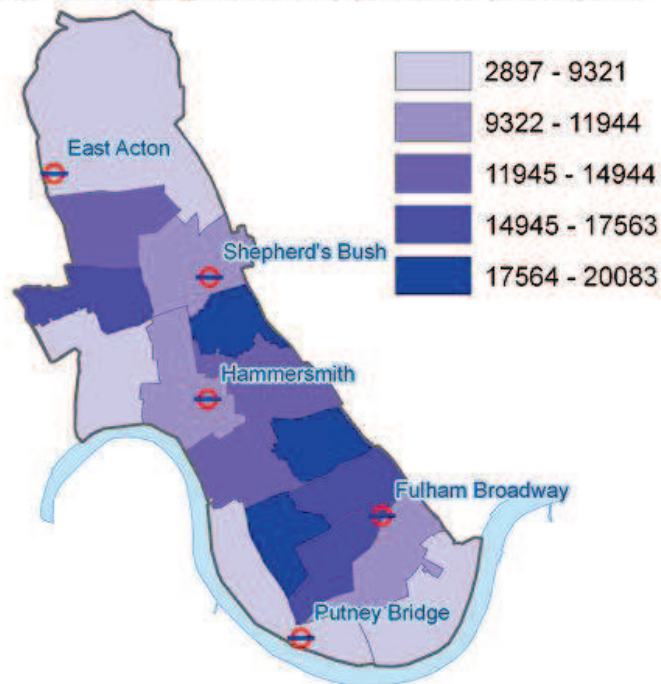 2897 - 9321
9322 - 11944
East Acton
11945 - 14944
14945 - 17563
Shepherd's Bush
17564 - 20083
Hammersmith
Fulham Broadway
Putney Bridge